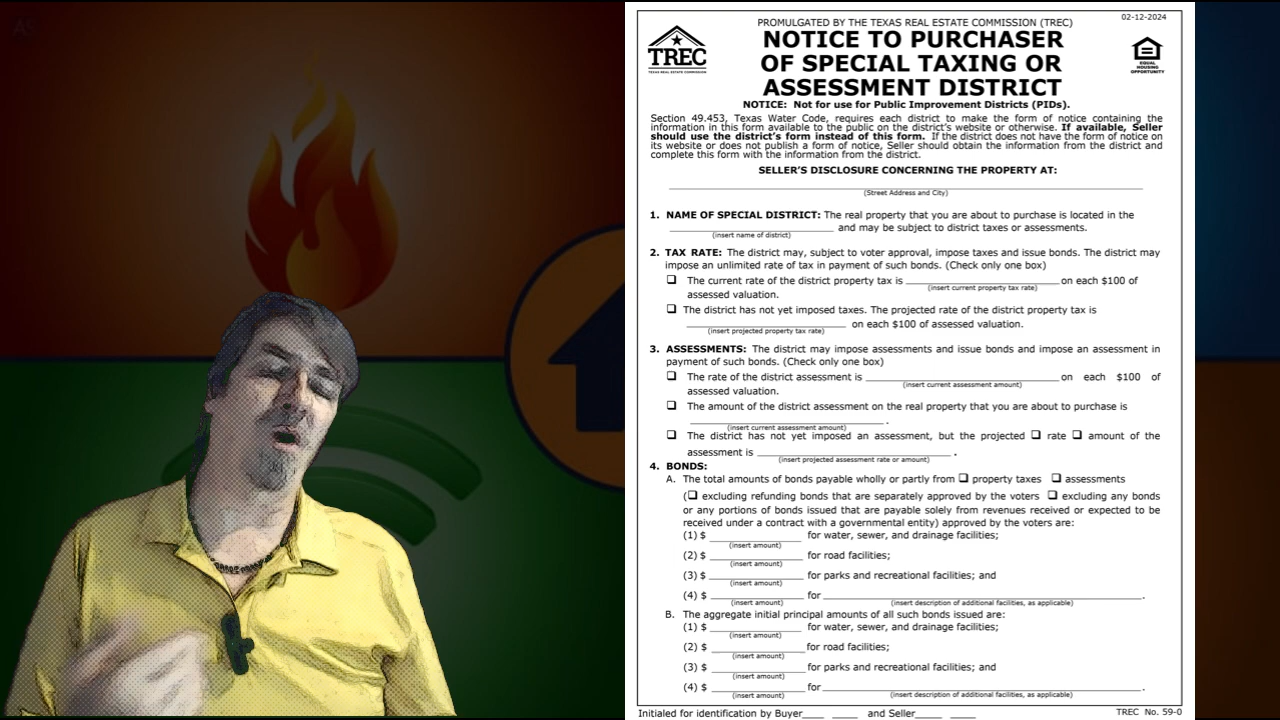 02-12-2024
PROMULGATED BY THE TEXAS REAL ESTATE COMMISSION (TREC)
TREC
TEXAS REAL ESTATE COMMISSION
NOTICE TO PURCHASER
OF SPECIAL TAXING OR
ASSESSMENT DISTRICT
EQUAL HOUSING
OPPORTUNITY
NOTICE: Not for use for Public Improvement Districts (PIDs).
Section 49.453, Texas Water Code, requires each district to make the form of notice containing the
information in this form available to the public on the district's website or otherwise. If available, Seller
should use the district's form instead of this form. If the district does not have the form of notice on
its website or does not publish a form of notice, Seller should obtain the information from the district and
complete this form with the information from the district.
SELLER'S DISCLOSURE CONCERNING THE PROPERTY AT:
(Street Address and City)
1. NAME OF SPECIAL DISTRICT: The real property that you are about to purchase is located in the
____ and may be subject to district taxes or assessments.
(insert name of district)
2. TAX RATE: The district may, subject to voter approval, impose taxes and issue bonds. The district may
impose an unlimited rate of tax in payment of such bonds. (Check only one box)
❑ The current rate of the district property tax is ____ on each $100 of
(insert current property tax rate)
assessed valuation.
❑ The district has not yet imposed taxes. The projected rate of the district property tax is
____ on each $100 of assessed valuation.
(insert projected property tax rate)
3. ASSESSMENTS: The district may impose assessments and issue bonds and impose an assessment in
payment of such bonds. (Check only one box)
❑ The rate of the district assessment is ____ on each $100 of
(insert current assessment amount)
assessed valuation.
❑ The amount of the district assessment on the real property that you are about to purchase is
____ .
(insert current assessment amount)
❑ The district has not yet imposed an assessment, but the projected ❑ rate ❑ amount of the
assessment is ____ .
(insert projected assessment rate or amount)
4. BONDS:
A. The total amounts of bonds payable wholly or partly from ❑ property taxes ❑ assessments
(❑ excluding refunding bonds that are separately approved by the voters ❑ excluding any bonds
or any portions of bonds issued that are payable solely from revenues received or expected to be
received under a contract with a governmental entity) approved by the voters are:
(1) $ ____ for water, sewer, and drainage facilities;
(insert amount)
(2) $ ____ for road facilities;
(insert amount)
(3) $ ____ for parks and recreational facilities; and
(insert amount)
(4) $ ____ for ____.
(insert amount) (insert description of additional facilities, as applicable)
B. The aggregate initial principal amounts of all such bonds issued are:
(1) $ ____ for water, sewer, and drainage facilities;
(insert amount)
(2) $ ____ for road facilities;
(insert amount)
(3) $ ____ for parks and recreational facilities; and
(insert amount)
(4) $ ____ for ____.
(insert amount) (insert description of additional facilities, as applicable)
Initialed for identification by Buyer____ ____ and Seller____ ____
TREC No. 59-0